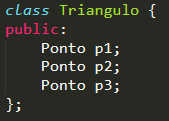 class Triangulo {
public:
    Ponto p1;
    Ponto p2;
    Ponto p3;
};